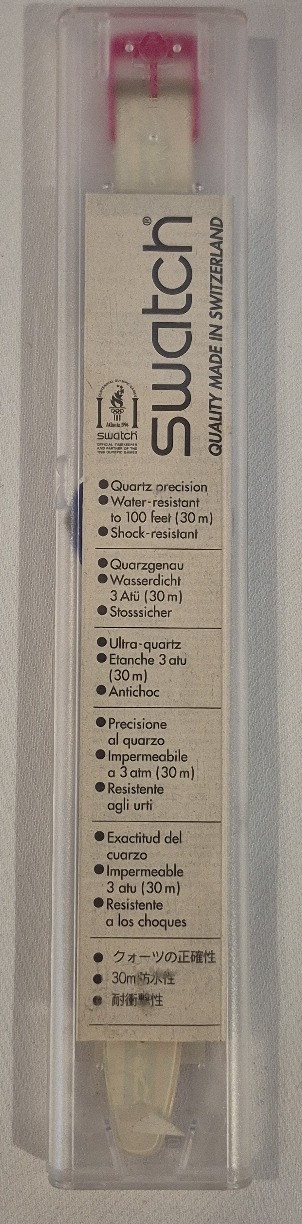 swatch®
QUALITY MADE IN SWITZERLAND
CENTENNIAL OLYMPIC GAMES
Atlanta 1996
swatch
OFFICIAL TIMEKEEPER
AND PARTNER OF THE
1996 OLYMPIC GAMES
● Quartz precision
● Water-resistant
to 100 feet (30 m)
● Shock-resistant
● Quarzgenau
● Wasserdicht
3 Atü (30 m)
● Stosssicher
● Ultra-quartz
● Etanche 3 atu
(30 m)
● Antichoc
● Precisione
al quarzo
● Impermeabile
a 3 atm (30 m)
● Resistente
agli urti
● Exactitud del
cuarzo
● Impermeable
3 atu (30 m)
● Resistente
a los choques
● クォーツの正確性
● 30m防水性
● 耐衝撃性